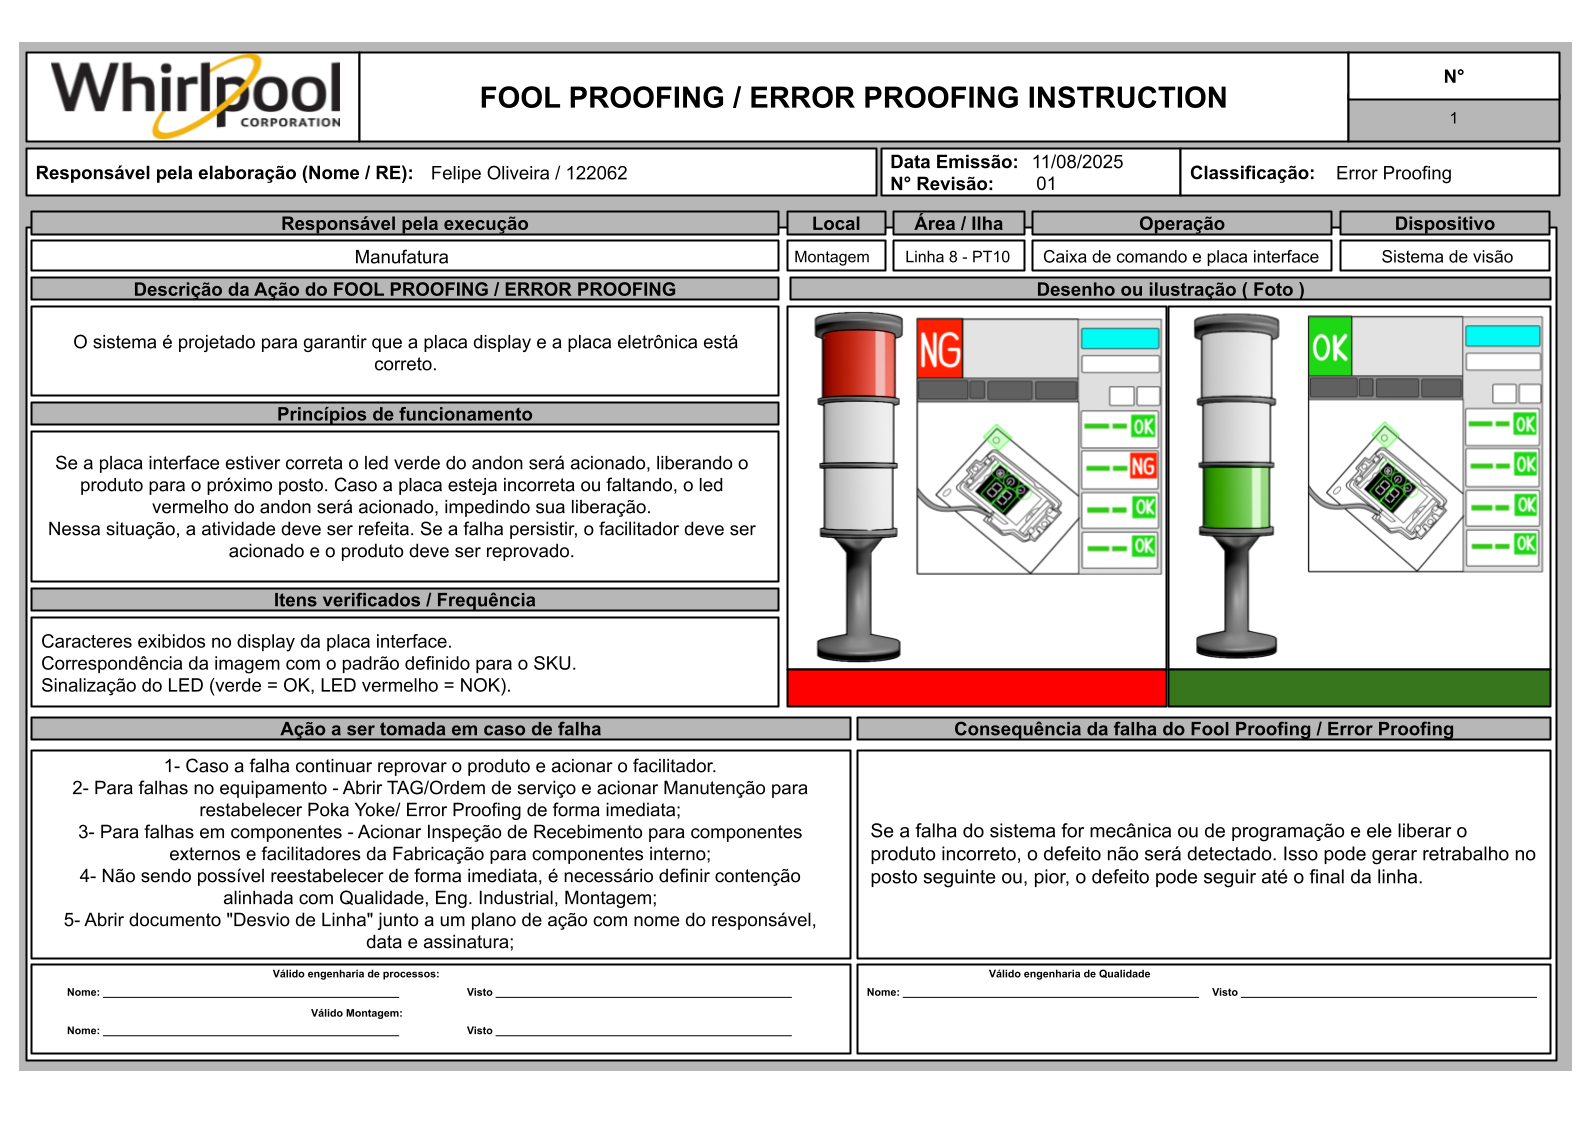 Whirlpool
CORPORATION
FOOL PROOFING / ERROR PROOFING INSTRUCTION
N°
1
Responsável pela elaboração (Nome / RE): Felipe Oliveira / 122062
Data Emissão: 11/08/2025
N° Revisão: 01
Classificação: Error Proofing
Responsável pela execução
Local
Área / Ilha
Operação
Dispositivo
Manufatura
Montagem
Linha 8 - PT10
Caixa de comando e placa interface
Sistema de visão
Descrição da Ação do FOOL PROOFING / ERROR PROOFING
Desenho ou ilustração ( Foto )
O sistema é projetado para garantir que a placa display e a placa eletrônica está
correto.
Princípios de funcionamento
Se a placa interface estiver correta o led verde do andon será acionado, liberando o
produto para o próximo posto. Caso a placa esteja incorreta ou faltando, o led
vermelho do andon será acionado, impedindo sua liberação.
Nessa situação, a atividade deve ser refeita. Se a falha persistir, o facilitador deve ser
acionado e o produto deve ser reprovado.
Itens verificados / Frequência
Caracteres exibidos no display da placa interface.
Correspondência da imagem com o padrão definido para o SKU.
Sinalização do LED (verde = OK, LED vermelho = NOK).
NG
OK
NG
OK
OK
88
OK
OK
OK
OK
OK
88
Ação a ser tomada em caso de falha
Consequência da falha do Fool Proofing / Error Proofing
1- Caso a falha continuar reprovar o produto e acionar o facilitador.
2- Para falhas no equipamento - Abrir TAG/Ordem de serviço e acionar Manutenção para
restabelecer Poka Yoke/ Error Proofing de forma imediata;
3- Para falhas em componentes - Acionar Inspeção de Recebimento para componentes
externos e facilitadores da Fabricação para componentes interno;
4- Não sendo possível reestabelecer de forma imediata, é necessário definir contenção
alinhada com Qualidade, Eng. Industrial, Montagem;
5- Abrir documento "Desvio de Linha" junto a um plano de ação com nome do responsável,
data e assinatura;
Se a falha do sistema for mecânica ou de programação e ele liberar o
produto incorreto, o defeito não será detectado. Isso pode gerar retrabalho no
posto seguinte ou, pior, o defeito pode seguir até o final da linha.
Válido engenharia de processos:
Nome: Visto
Válido Montagem:
Nome: Visto
Válido engenharia de Qualidade
Nome: Visto